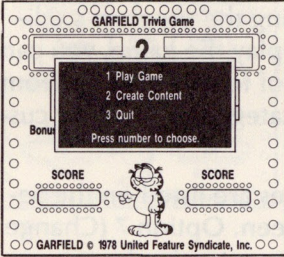 GARFIELD Trivia Game
?
1 Play Game
2 Create Content
3 Quit
Press number to choose.
Bonus
SCORE SCORE
GARFIELD © 1978 United Feature Syndicate, Inc.